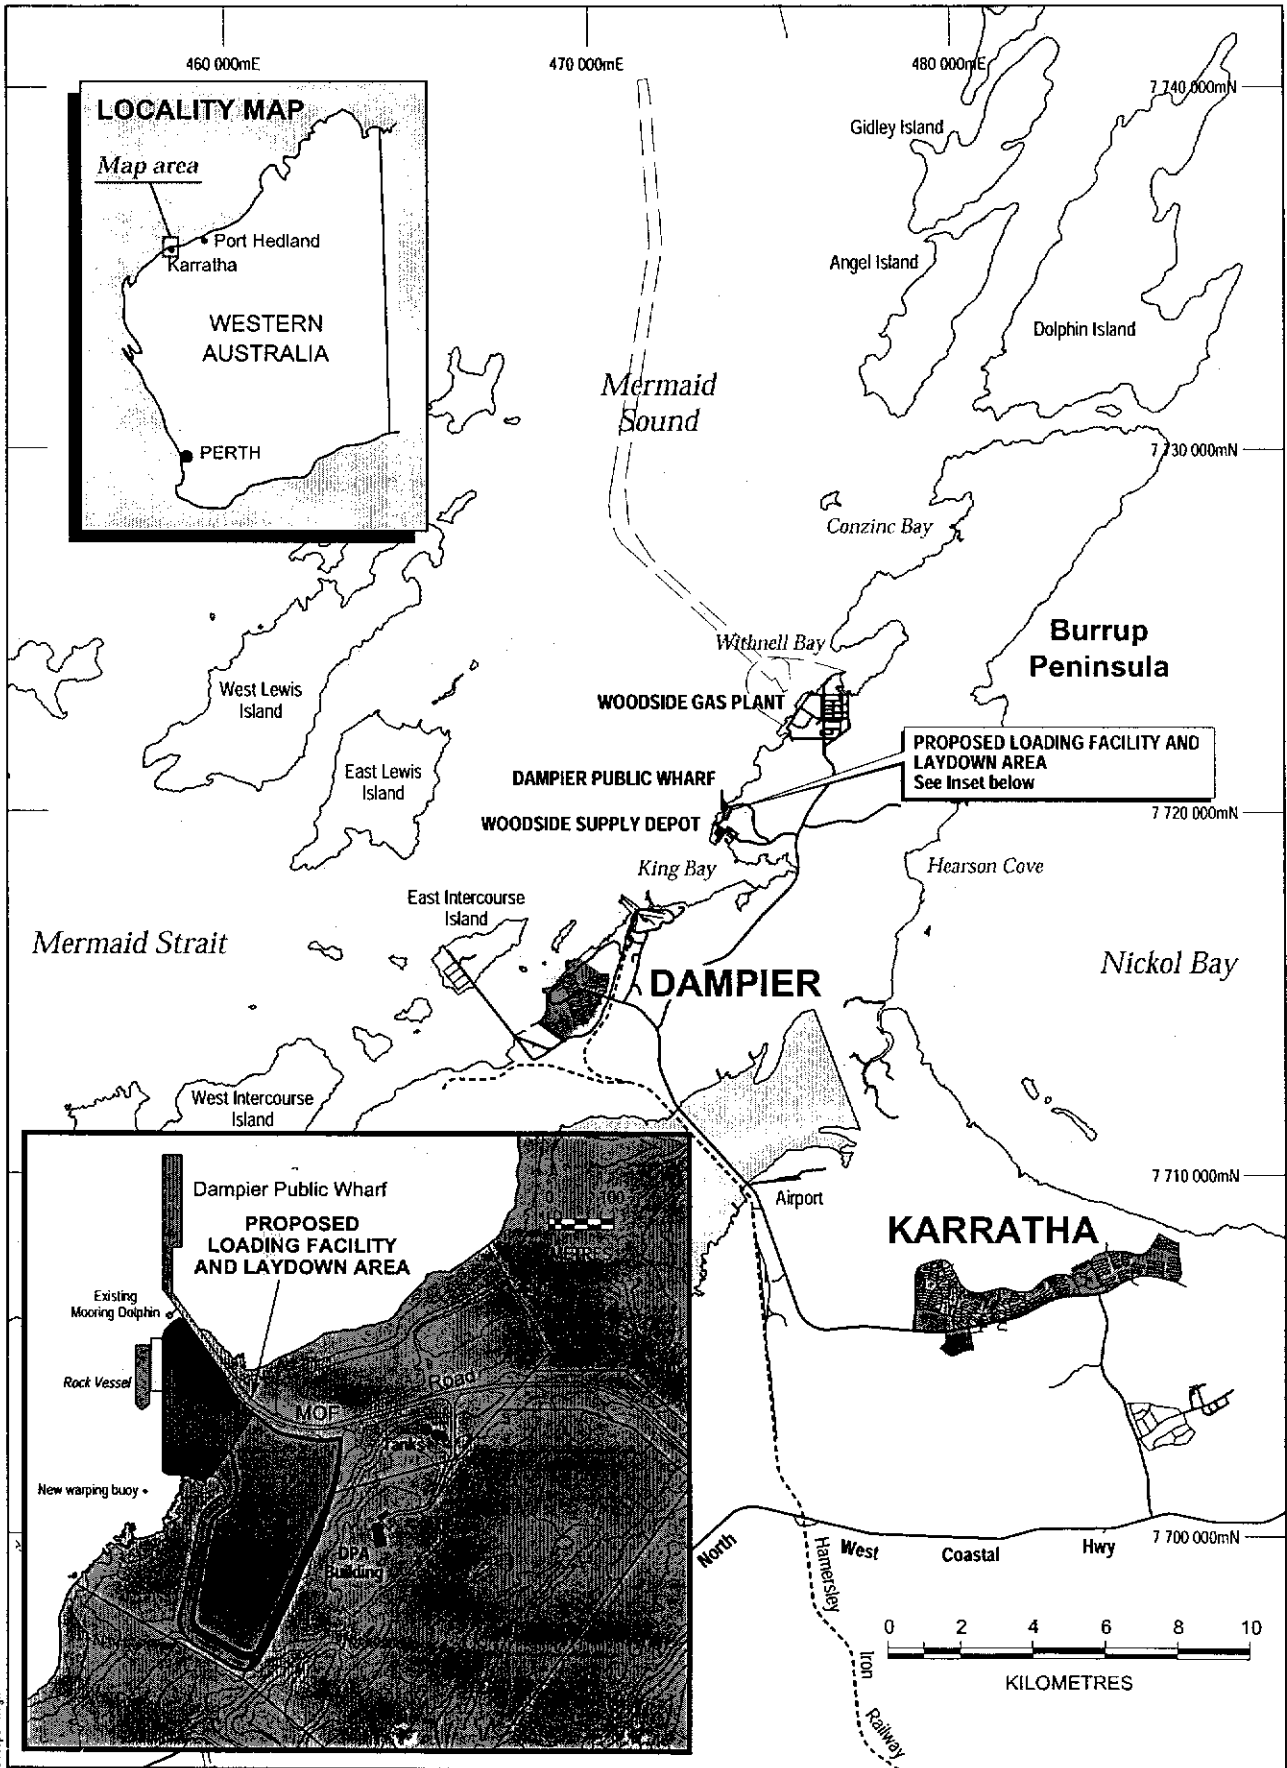 460 000mE
470 000mE
480 000mE
7 740 000mN
LOCALITY MAP
Map area
Port Hedland
Karratha
WESTERN
AUSTRALIA
PERTH
Gidley Island
Angel Island
Dolphin Island
Mermaid
Sound
7 730 000mN
Conzinc Bay
Withnell Bay
Burrup
Peninsula
West Lewis
Island
WOODSIDE GAS PLANT
PROPOSED LOADING FACILITY AND
LAYDOWN AREA
See Inset below
East Lewis
Island
DAMPIER PUBLIC WHARF
7 720 000mN
WOODSIDE SUPPLY DEPOT
King Bay
Hearson Cove
East Intercourse
Island
Mermaid Strait
DAMPIER
Nickol Bay
West Intercourse
Island
7 710 000mN
Airport
KARRATHA
Dampier Public Wharf
PROPOSED
LOADING FACILITY
AND LAYDOWN AREA
0 100
METRES
Existing
Mooring Dolphin
Rock Vessel
MOF Road
Tanks
New warping buoy
DPA
Building
North West Coastal Hwy
7 700 000mN
Hamersley
Iron
Railway
0 2 4 6 8 10
KILOMETRES